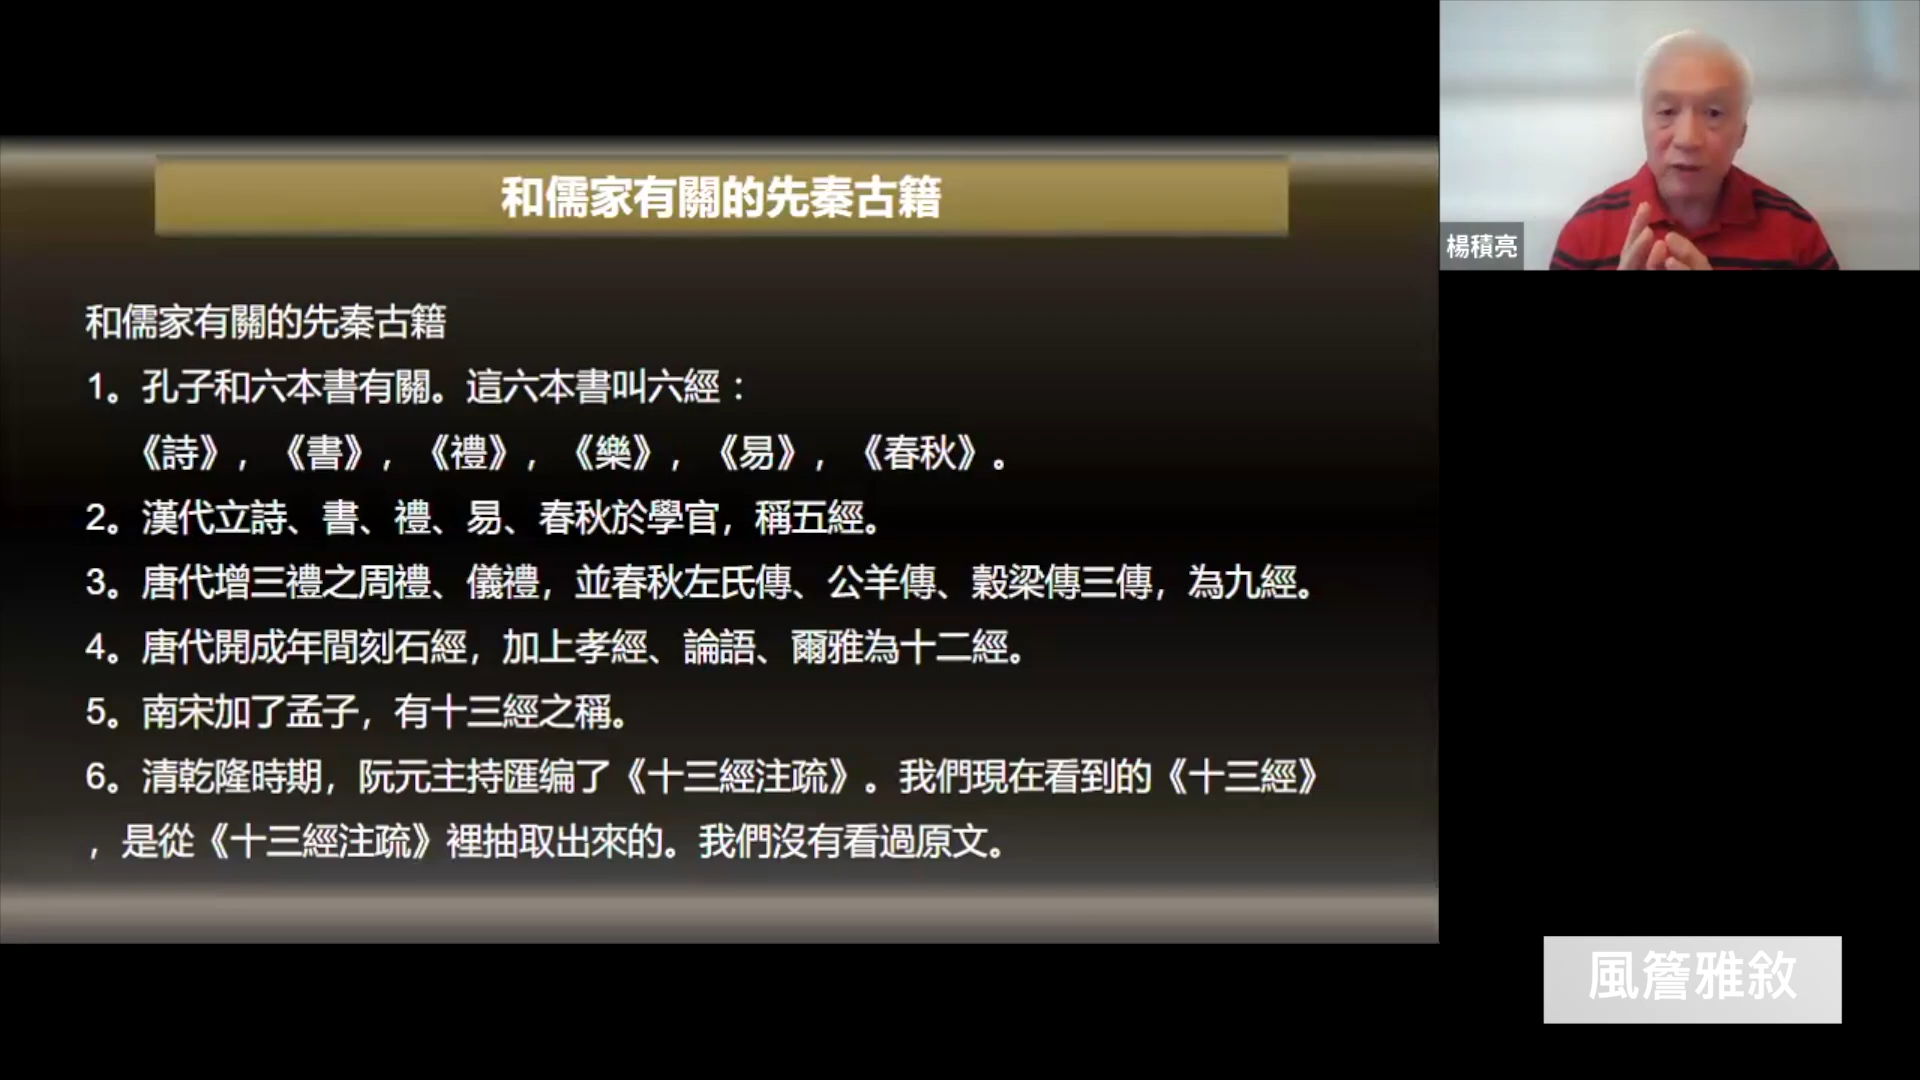 和儒家有關的先秦古籍
和儒家有關的先秦古籍
1。孔子和六本書有關。這六本書叫六經：
《詩》，《書》，《禮》，《樂》，《易》，《春秋》。
2。漢代立詩、書、禮、易、春秋於學官，稱五經。
3。唐代增三禮之周禮、儀禮，並春秋左氏傳、公羊傳、穀梁傳三傳，為九經。
4。唐代開成年間刻石經，加上孝經、論語、爾雅為十二經。
5。南宋加了孟子，有十三經之稱。
6。清乾隆時期，阮元主持匯编了《十三經注疏》。我們現在看到的《十三經》
，是從《十三經注疏》裡抽取出來的。我們沒有看過原文。
楊積亮
風簷雅敘